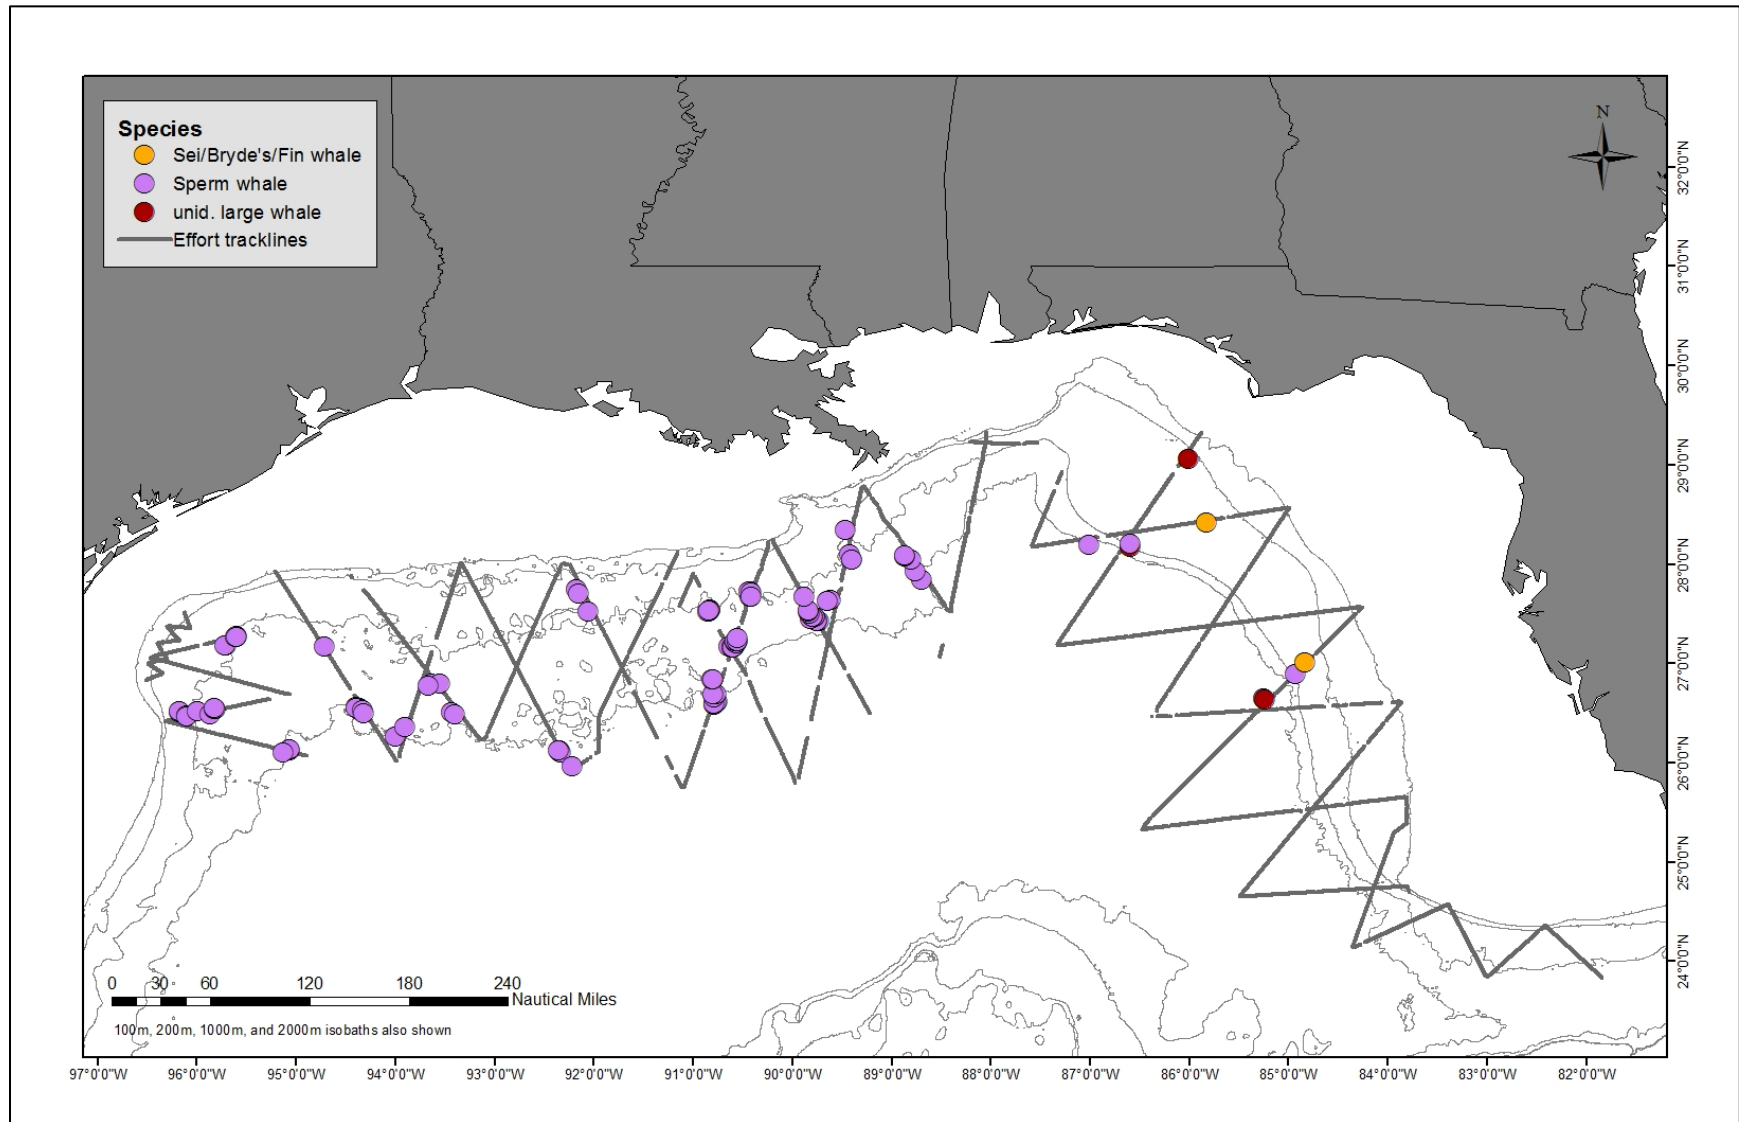 Species
Sei/Bryde's/Fin whale
Sperm whale
unid. large whale
Effort tracklines
N
32°0'0"N
31°0'0"N
30°0'0"N
29°0'0"N
28°0'0"N
27°0'0"N
26°0'0"N
25°0'0"N
24°0'0"N
0 30 60 120 180 240
Nautical Miles
100m, 200m, 1000m, and 2000m isobaths also shown
97°0'0"W 96°0'0"W 95°0'0"W 94°0'0"W 93°0'0"W 92°0'0"W 91°0'0"W 90°0'0"W 89°0'0"W 88°0'0"W 87°0'0"W 86°0'0"W 85°0'0"W 84°0'0"W 83°0'0"W 82°0'0"W